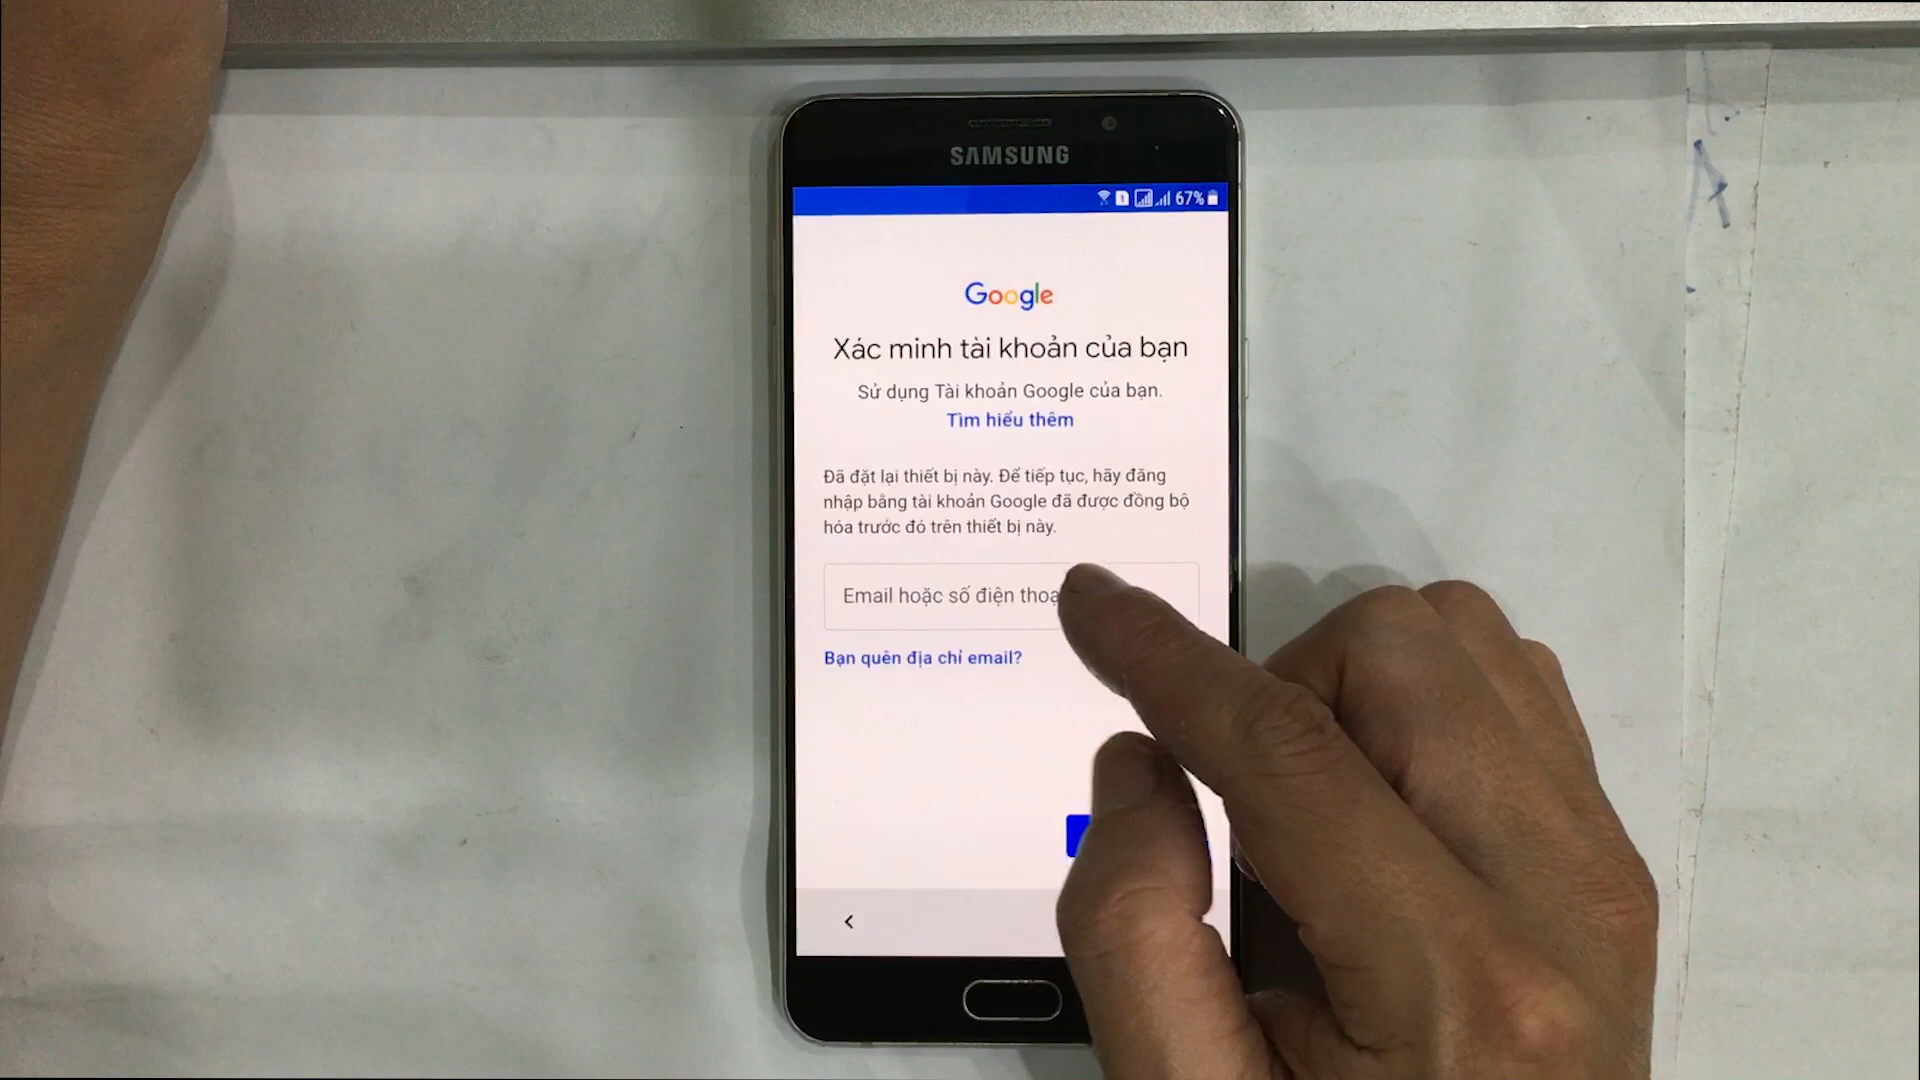 SAMSUNG
67%
Google
Xác minh tài khoản của bạn
Sử dụng Tài khoản Google của bạn.
Tìm hiểu thêm
Đã đặt lại thiết bị này. Để tiếp tục, hãy đăng
nhập bằng tài khoản Google đã được đồng bộ
hóa trước đó trên thiết bị này.
Email hoặc số điện thoạ
Bạn quên địa chỉ email?
A